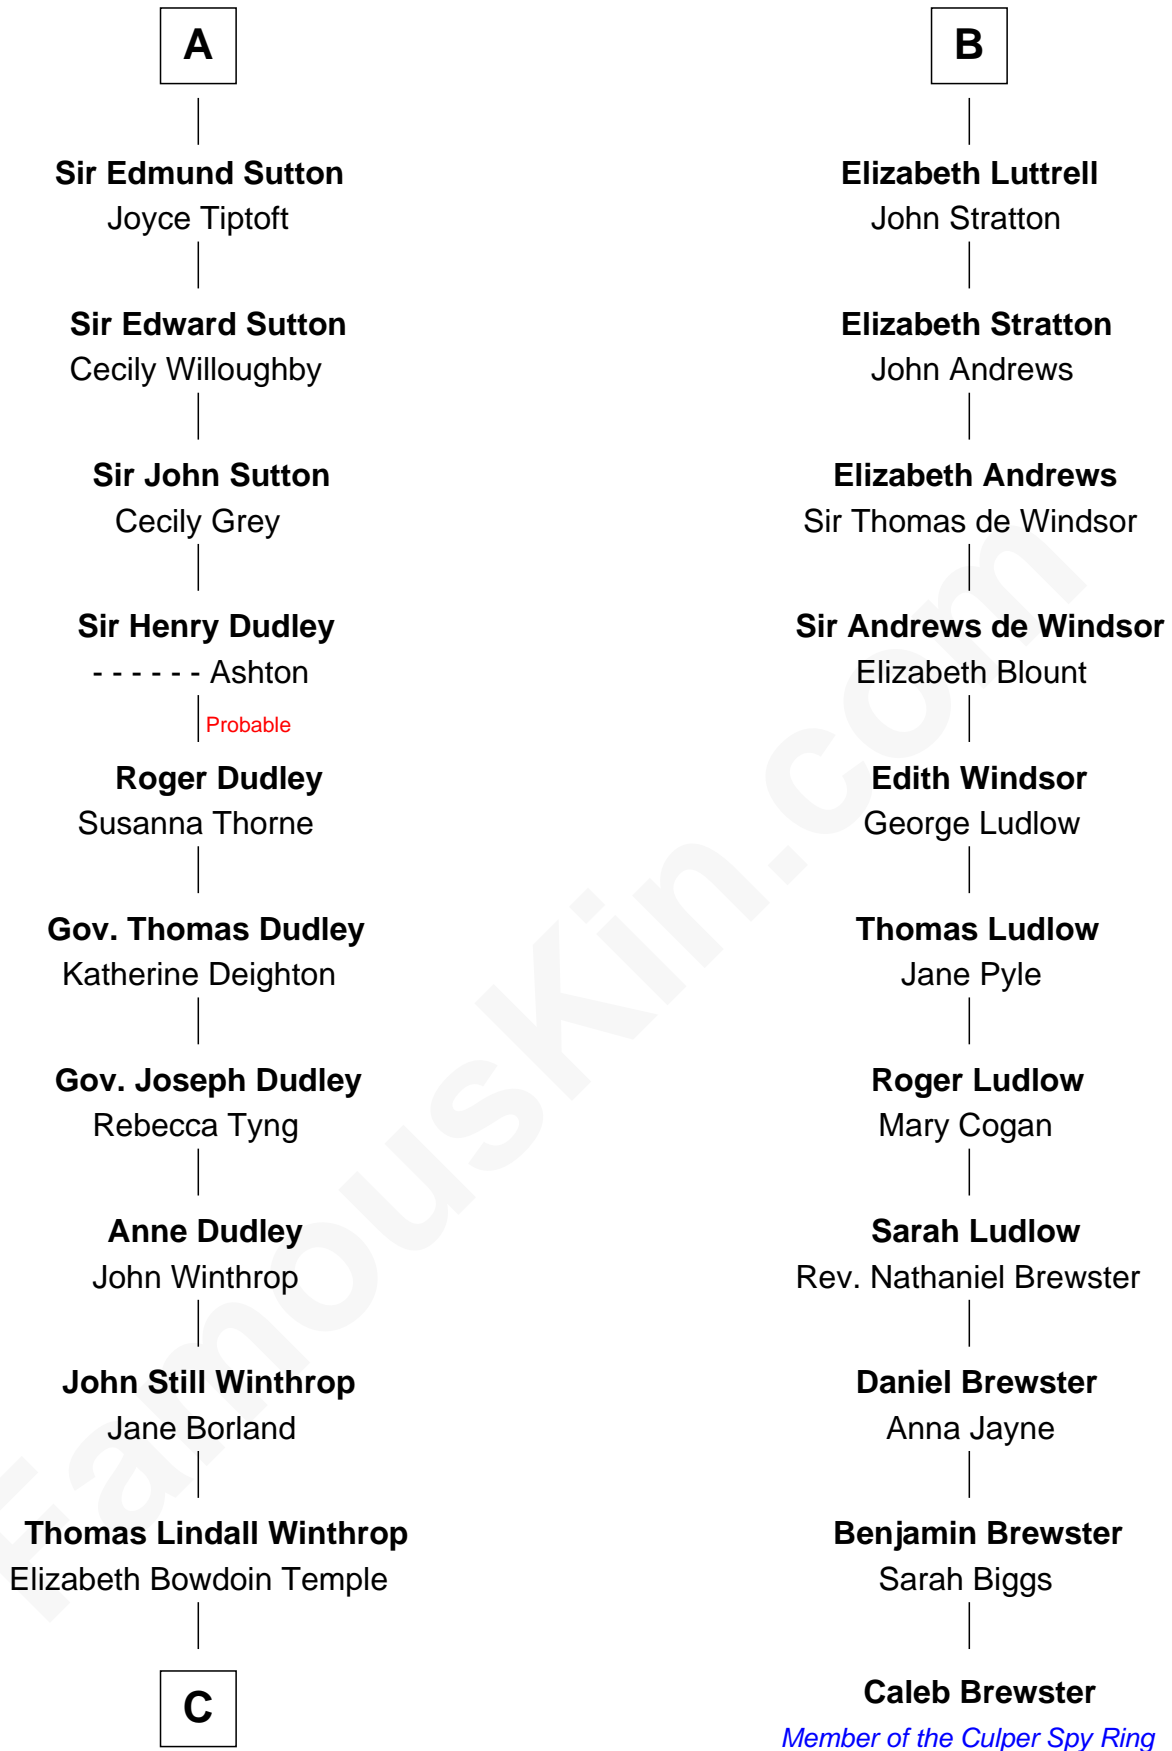 A
Sir Edmund Sutton
Joyce Tiptoft
Sir Edward Sutton
Cecily Willoughby
Sir John Sutton
Cecily Grey
Sir Henry Dudley
- - - - - - Ashton
Probable
Roger Dudley
Susanna Thorne
Gov. Thomas Dudley
Katherine Deighton
Gov. Joseph Dudley
Rebecca Tyng
Anne Dudley
John Winthrop
John Still Winthrop
Jane Borland
Thomas Lindall Winthrop
Elizabeth Bowdoin Temple
C
B
Elizabeth Luttrell
John Stratton
Elizabeth Stratton
John Andrews
Elizabeth Andrews
Sir Thomas de Windsor
Sir Andrews de Windsor
Elizabeth Blount
Edith Windsor
George Ludlow
Thomas Ludlow
Jane Pyle
Roger Ludlow
Mary Cogan
Sarah Ludlow
Rev. Nathaniel Brewster
Daniel Brewster
Anna Jayne
Benjamin Brewster
Sarah Biggs
Caleb Brewster
Member of the Culper Spy Ring
FamousKin.com